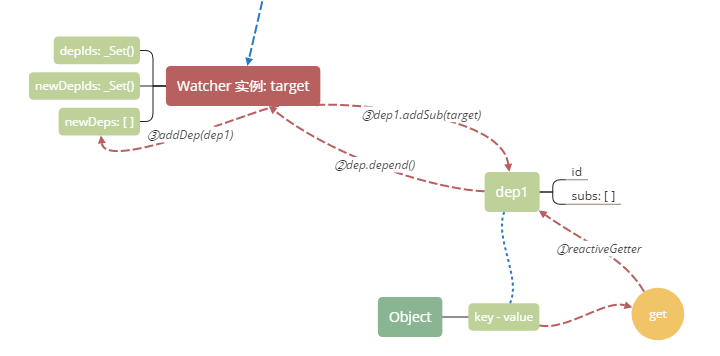 depIds: _Set()
newDepIds: _Set()
newDeps: [ ]
Watcher 实例: target
③addDep(dep1)
③dep1.addSub(target)
②dep.depend()
dep1
id
subs: [ ]
①reactiveGetter
Object
key - value
get